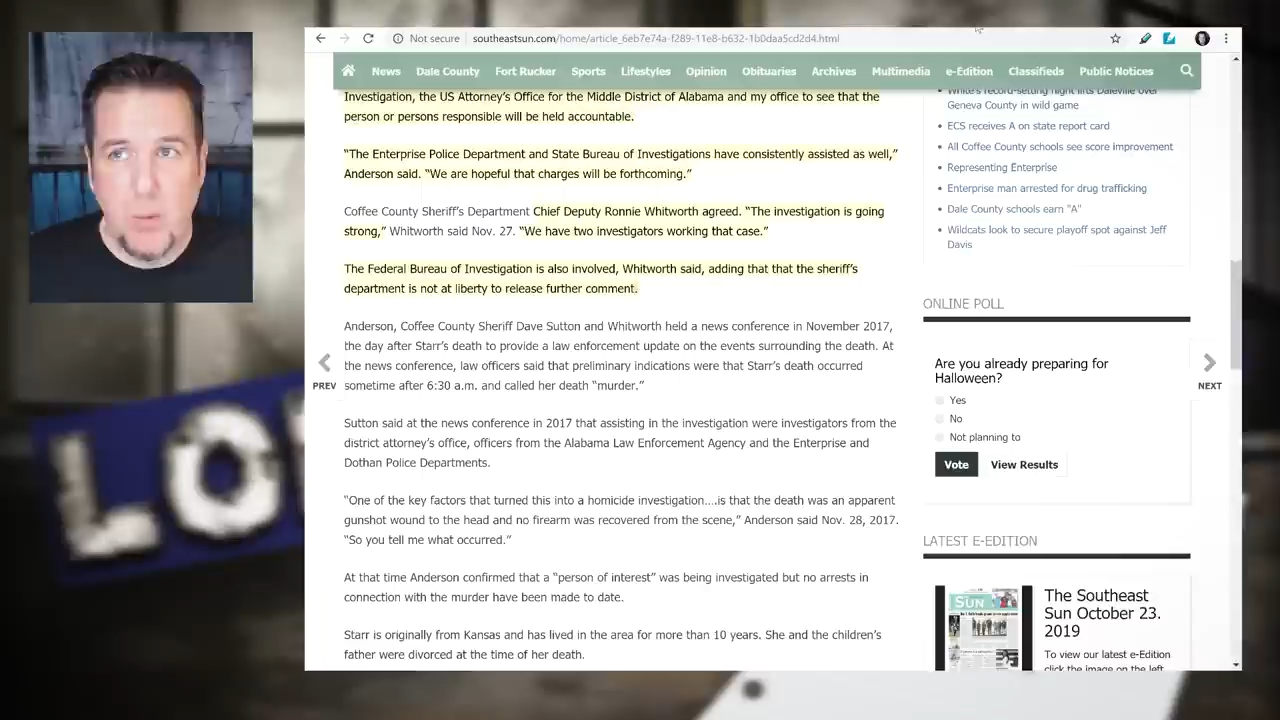 Not secure
southeastsun.com/home/article_6eb7e74a-f289-11e8-b632-1b0daa5cd2d4.html
News Dale County Fort Rucker Sports Lifestyles Opinion Obituaries Archives Multimedia e-Edition Classifieds Public Notices
Investigation, the US Attorney’s Office for the Middle District of Alabama and my office to see that the
person or persons responsible will be held accountable.
“The Enterprise Police Department and State Bureau of Investigations have consistently assisted as well,”
Anderson said. “We are hopeful that charges will be forthcoming.”
Coffee County Sheriff’s Department Chief Deputy Ronnie Whitworth agreed. “The investigation is going
strong,” Whitworth said Nov. 27. “We have two investigators working that case.”
The Federal Bureau of Investigation is also involved, Whitworth said, adding that that the sheriff’s
department is not at liberty to release further comment.
Anderson, Coffee County Sheriff Dave Sutton and Whitworth held a news conference in November 2017,
the day after Starr’s death to provide a law enforcement update on the events surrounding the death. At
the news conference, law officers said that preliminary indications were that Starr’s death occurred
sometime after 6:30 a.m. and called her death “murder.”
Sutton said at the news conference in 2017 that assisting in the investigation were investigators from the
district attorney’s office, officers from the Alabama Law Enforcement Agency and the Enterprise and
Dothan Police Departments.
“One of the key factors that turned this into a homicide investigation….is that the death was an apparent
gunshot wound to the head and no firearm was recovered from the scene,” Anderson said Nov. 28, 2017.
“So you tell me what occurred.”
At that time Anderson confirmed that a “person of interest” was being investigated but no arrests in
connection with the murder have been made to date.
Starr is originally from Kansas and has lived in the area for more than 10 years. She and the children’s
father were divorced at the time of her death.
PREV
NEXT
White's record-setting night lifts Daleville over
Geneva County in wild game
ECS receives A on state report card
All Coffee County schools see score improvement
Representing Enterprise
Enterprise man arrested for drug trafficking
Dale County schools earn "A"
Wildcats look to secure playoff spot against Jeff
Davis
ONLINE POLL
Are you already preparing for
Halloween?
Yes
No
Not planning to
Vote View Results
LATEST E-EDITION
SUN
The Southeast
Sun October 23.
2019
To view our latest e-Edition
click the image on the left.
LO